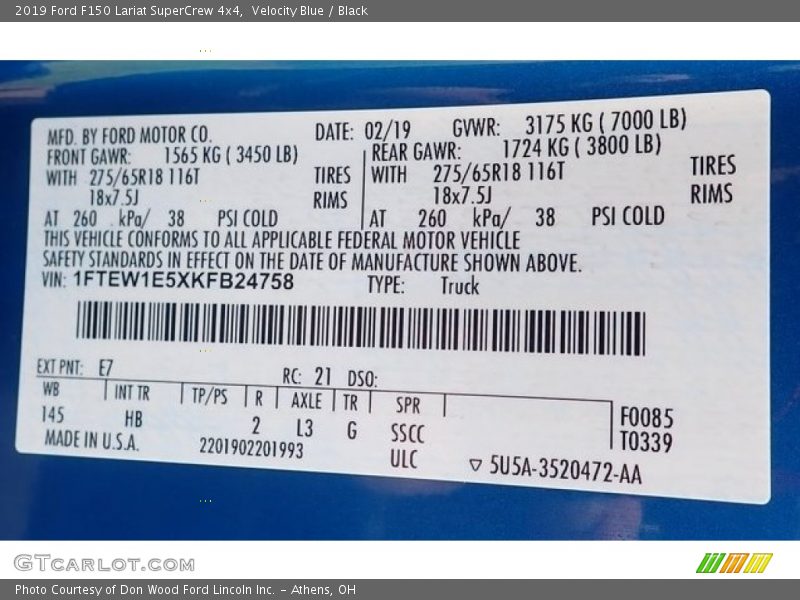 2019 Ford F150 Lariat SuperCrew 4x4, Velocity Blue / Black
MFD. BY FORD MOTOR CO. DATE: 02/19 GVWR: 3175 KG ( 7000 LB)
FRONT GAWR: 1565 KG ( 3450 LB) REAR GAWR: 1724 KG ( 3800 LB)
WITH 275/65R18 116T TIRES WITH 275/65R18 116T TIRES
18x7.5J RIMS 18x7.5J RIMS
AT 260 kPa/ 38 PSI COLD AT 260 kPa/ 38 PSI COLD
THIS VEHICLE CONFORMS TO ALL APPLICABLE FEDERAL MOTOR VEHICLE
SAFETY STANDARDS IN EFFECT ON THE DATE OF MANUFACTURE SHOWN ABOVE.
VIN: 1FTEW1E5XKFB24758 TYPE: Truck
EXT PNT: E7 RC: 21 DSO:
WB INT TR TP/PS R AXLE TR SPR
145 HB 2 L3 G SSCC F0085
ULC T0339
MADE IN U.S.A. 2201902201993 ▽ 5U5A-3520472-AA
GTCARLOT.COM
Photo Courtesy of Don Wood Ford Lincoln Inc. - Athens, OH